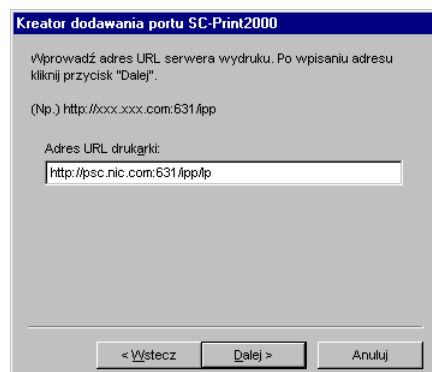 Kreator dodawania portu SC-Print2000
Wprowadź adres URL serwera wydruku. Po wpisaniu adresu
kliknij przycisk "Dalej".
(Np.) http://xxx.xxx.com:631/ipp
Adres URL drukarki:
http://psc.nic.com:631/ipp/lp
< Wstecz
Dalej >
Anuluj